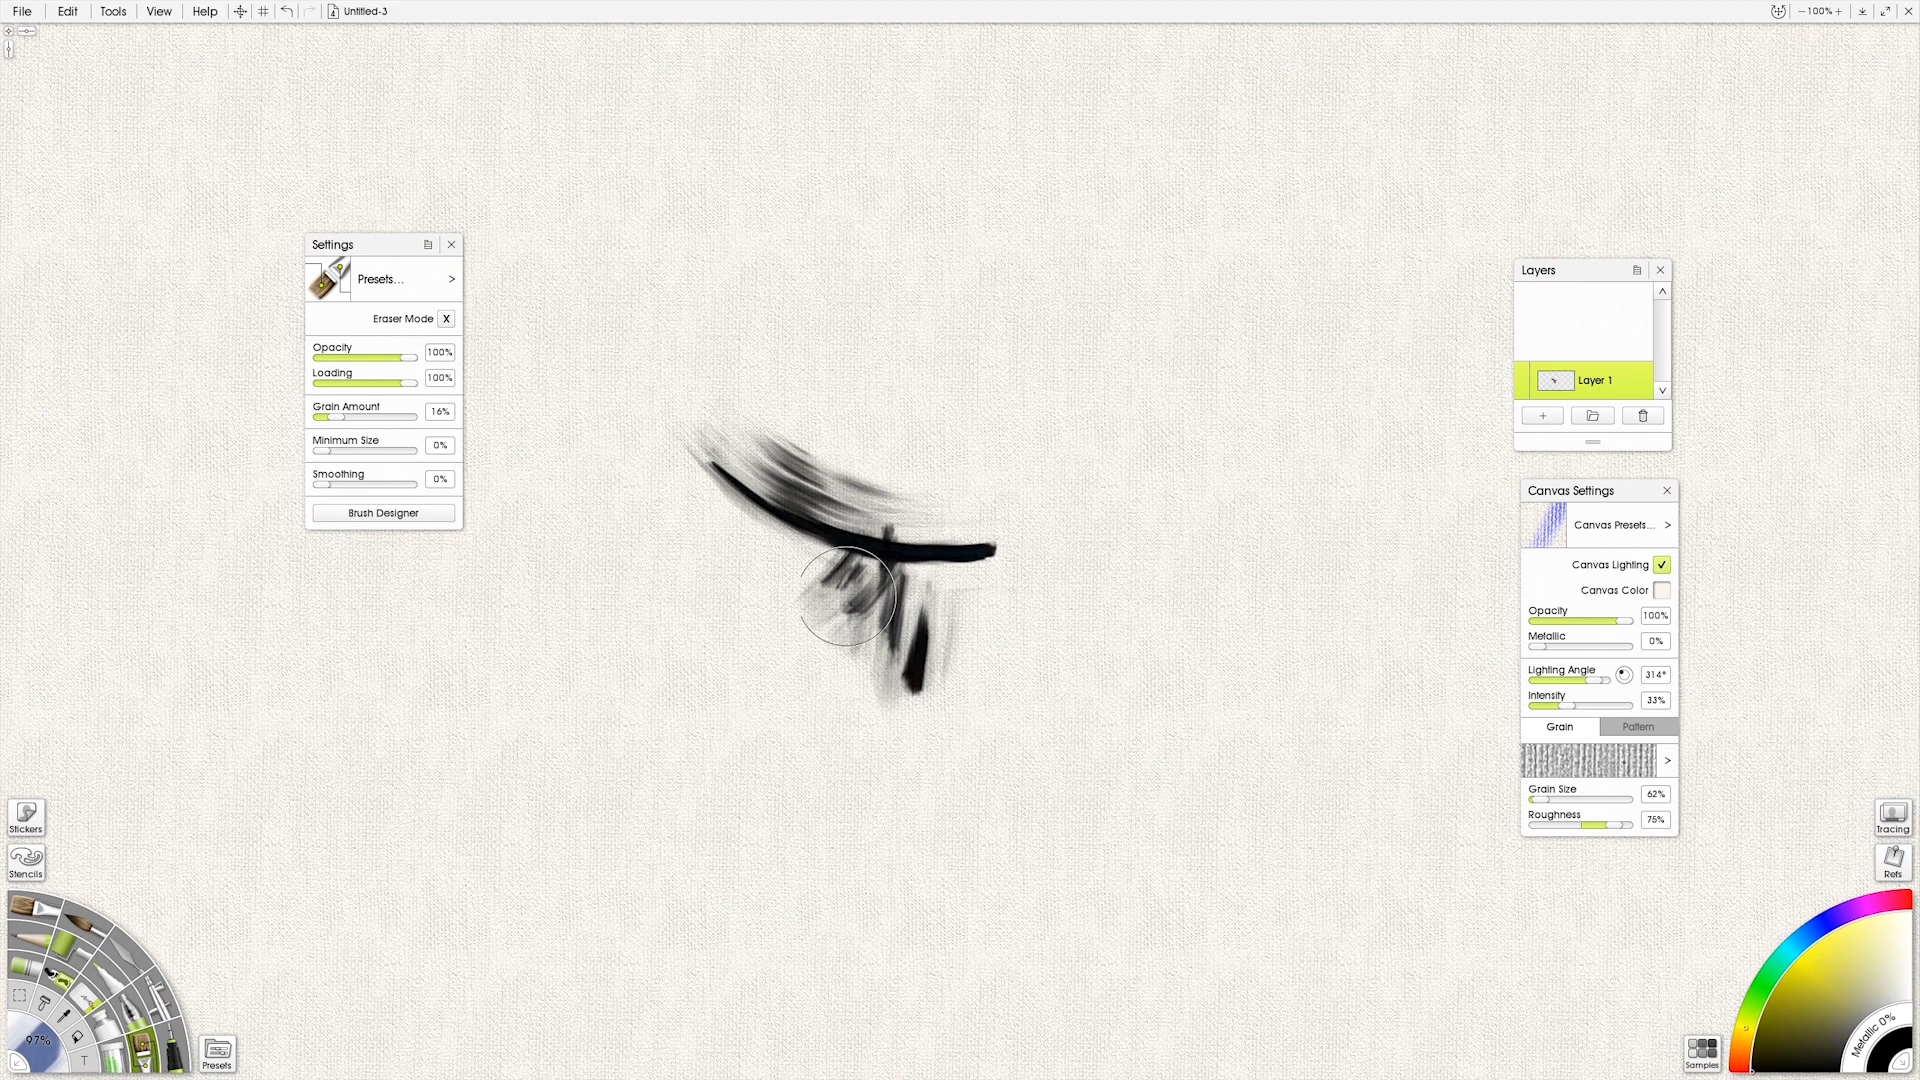 File Edit Tools View Help Untitled-3 −100%+
Settings
Presets... >
Eraser Mode X
Opacity 100%
Loading 100%
Grain Amount 16%
Minimum Size 0%
Smoothing 0%
Brush Designer
Layers
Layer 1
Canvas Settings
Canvas Presets... >
Canvas Lighting
Canvas Color
Opacity 100%
Metallic 0%
Lighting Angle 314°
Intensity 33%
Grain Pattern
Grain Size 62%
Roughness 75%
Stickers
Stencils
97%
T
Presets
Tracing
Refs
Samples
Metallic 0%